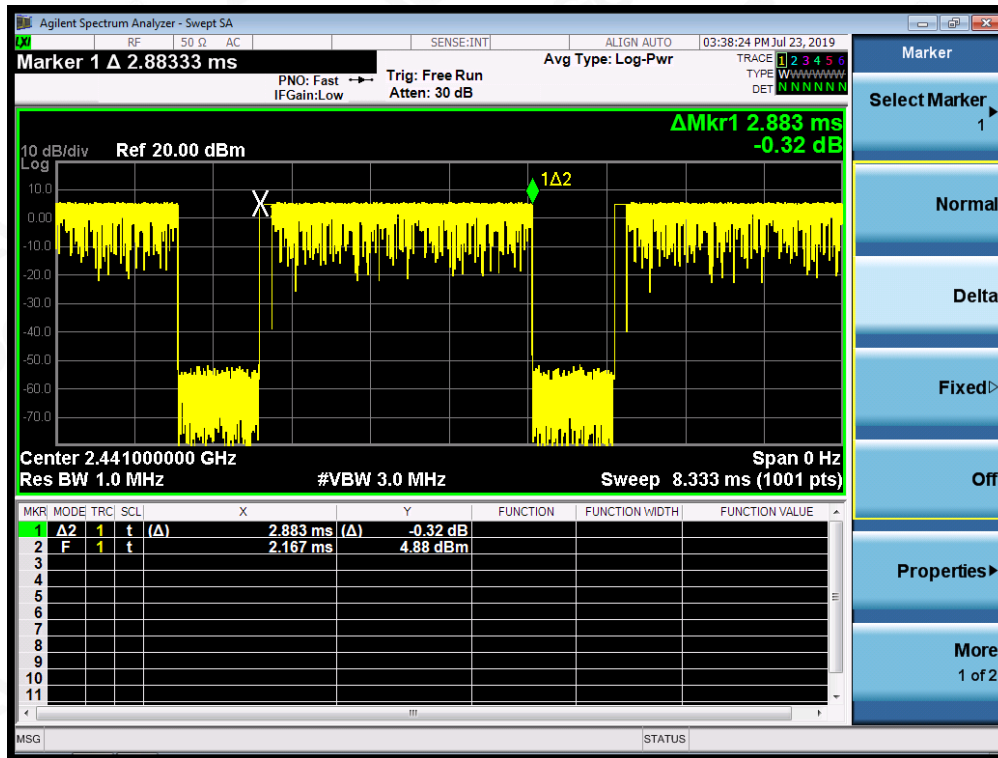 Agilent Spectrum Analyzer - Swept SA
LXI RF 50 Ω AC SENSE:INT ALIGN AUTO 03:38:24 PM Jul 23, 2019
Marker 1 Δ 2.88333 ms
PNO: Fast
IFGain:Low
Trig: Free Run
Atten: 30 dB
Avg Type: Log-Pwr
TRACE 1 2 3 4 5 6
TYPE W
DET N N N N N N
ΔMkr1 2.883 ms
-0.32 dB
10 dB/div Ref 20.00 dBm
Log
10.0
0.00
-10.0
-20.0
-30.0
-40.0
-50.0
-60.0
-70.0
X
1Δ2
Center 2.441000000 GHz Span 0 Hz
Res BW 1.0 MHz #VBW 3.0 MHz Sweep 8.333 ms (1001 pts)
MKR MODE TRC SCL X Y FUNCTION FUNCTION WIDTH FUNCTION VALUE
1 Δ2 1 t (Δ) 2.883 ms (Δ) -0.32 dB
2 F 1 t 2.167 ms 4.88 dBm
3
4
5
6
7
8
9
10
11
MSG STATUS
Marker
Select Marker
1
Normal
Delta
Fixed
Off
Properties
More
1 of 2